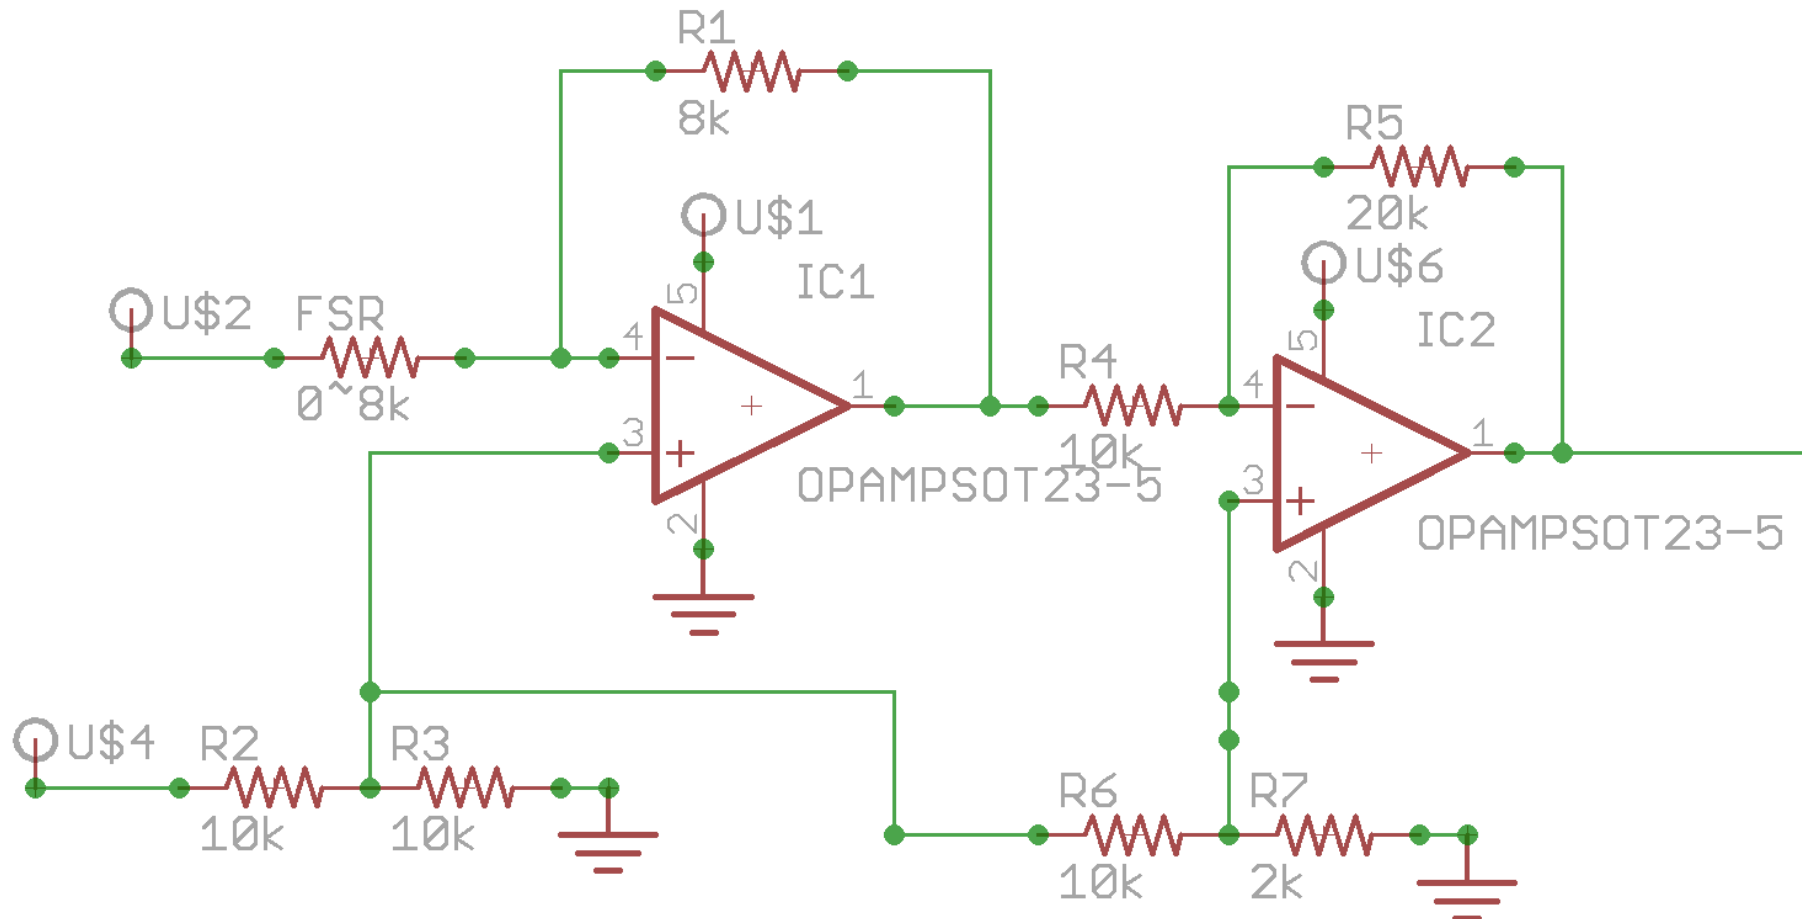 R1
8k
R5
20k
U$1
IC1
5
U$6
IC2
5
U$2
FSR
0~8k
4
3
1
2
OPAMPSOT23-5
R4
10k
4
3
1
2
OPAMPSOT23-5
U$4
R2
10k
R3
10k
R6
10k
R7
2k